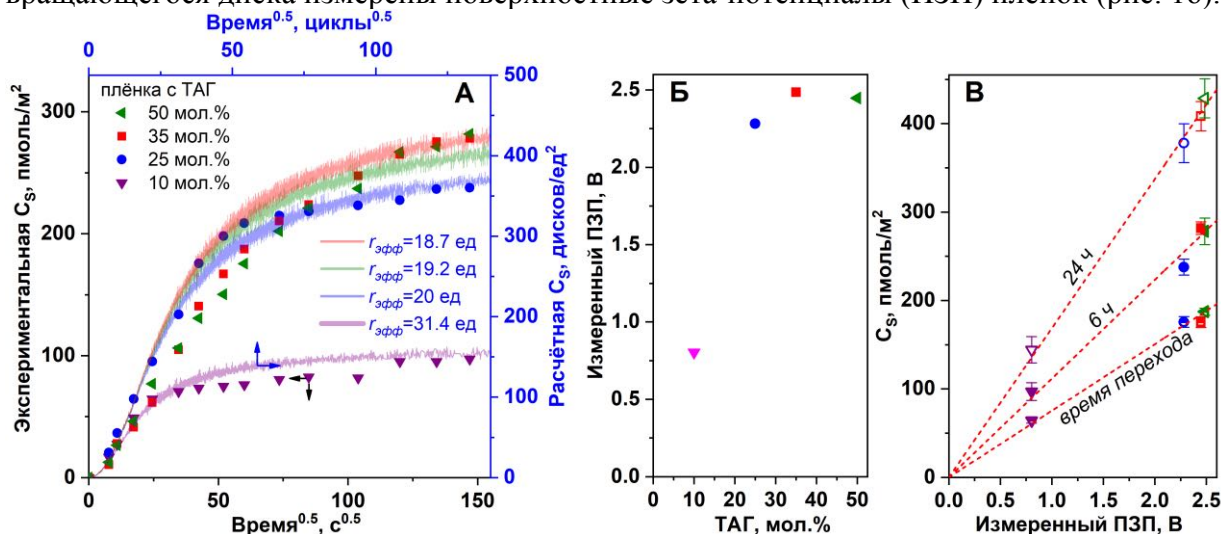 вращающегося диска измерены поверхностные зета-потенциалы (ПЗП) плёнок (рис. 16).
Время^0.5, циклы^0.5
0 50 100
500
400
300
200
100
0
Расчётная C_S, дисков/ед²
А
плёнка с ТАГ
50 мол.%
35 мол.%
25 мол.%
10 мол.%
r_эфф=18.7 ед
r_эфф=19.2 ед
r_эфф=20 ед
r_эфф=31.4 ед
300
200
100
0
Экспериментальная C_S, пмоль/м²
0 25 50 75 100 125 150
Время^0.5, с^0.5
Б
2.5
2.0
1.5
1.0
0.5
0.0
Измеренный ПЗП, В
0 10 20 30 40 50
ТАГ, мол.%
В
400
300
200
100
0
C_S, пмоль/м²
24 ч
6 ч
время перехода
0.0 0.5 1.0 1.5 2.0 2.5
Измеренный ПЗП, В